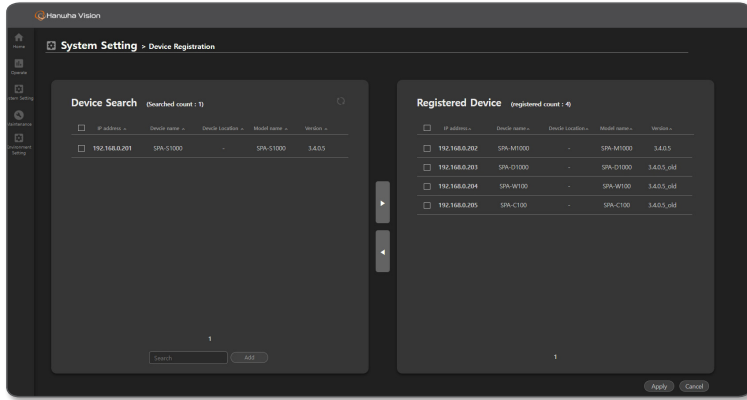 Hanwha Vision
Home
System Setting > Device Registration
Operate
System Setting
Maintenance
Environment
Setting
Device Search (Searched count : 1)
IP address Device name Device Location Model name Version
192.168.0.201 SPA-S1000 - SPA-S1000 3.4.0.5
1
Search Add
Registered Device (registered count : 4)
IP address Device name Device Location Model name Version
192.168.0.202 SPA-M1000 - SPA-M1000 3.4.0.5
192.168.0.203 SPA-D1000 - SPA-D1000 3.4.0.5_old
192.168.0.204 SPA-W100 - SPA-W100 3.4.0.5_old
192.168.0.205 SPA-C100 - SPA-C100 3.4.0.5_old
1
Apply Cancel